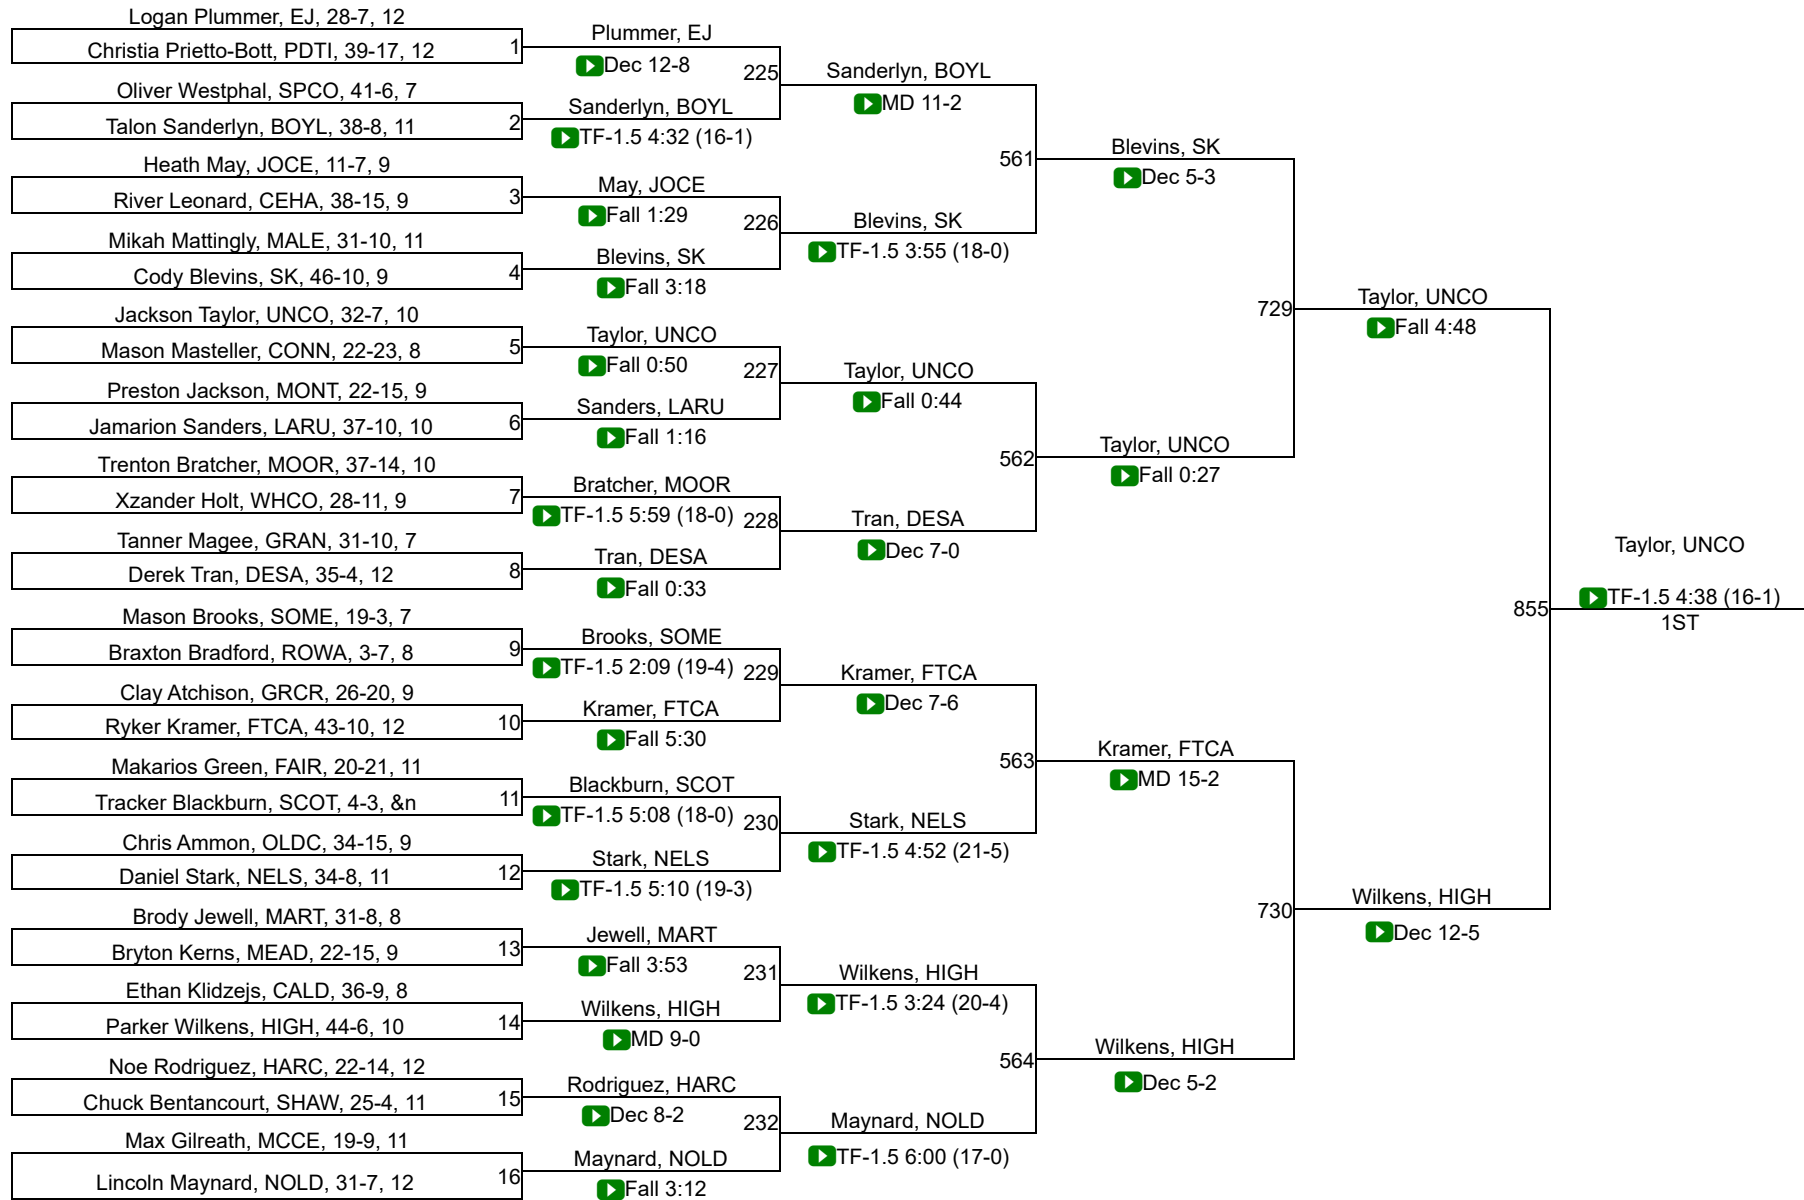 Logan Plummer, EJ, 28-7, 12
Christia Prietto-Bott, PDTI, 39-17, 12
1
Oliver Westphal, SPCO, 41-6, 7
Talon Sanderlyn, BOYL, 38-8, 11
2
Heath May, JOCE, 11-7, 9
River Leonard, CEHA, 38-15, 9
3
Mikah Mattingly, MALE, 31-10, 11
Cody Blevins, SK, 46-10, 9
4
Jackson Taylor, UNCO, 32-7, 10
Mason Masteller, CONN, 22-23, 8
5
Preston Jackson, MONT, 22-15, 9
Jamarion Sanders, LARU, 37-10, 10
6
Trenton Bratcher, MOOR, 37-14, 10
Xzander Holt, WHCO, 28-11, 9
7
Tanner Magee, GRAN, 31-10, 7
Derek Tran, DESA, 35-4, 12
8
Mason Brooks, SOME, 19-3, 7
Braxton Bradford, ROWA, 3-7, 8
9
Clay Atchison, GRCR, 26-20, 9
Ryker Kramer, FTCA, 43-10, 12
10
Makarios Green, FAIR, 20-21, 11
Tracker Blackburn, SCOT, 4-3, &n
11
Chris Ammon, OLDC, 34-15, 9
Daniel Stark, NELS, 34-8, 11
12
Brody Jewell, MART, 31-8, 8
Bryton Kerns, MEAD, 22-15, 9
13
Ethan Klidzejs, CALD, 36-9, 8
Parker Wilkens, HIGH, 44-6, 10
14
Noe Rodriguez, HARC, 22-14, 12
Chuck Bentancourt, SHAW, 25-4, 11
15
Max Gilreath, MCCE, 19-9, 11
Lincoln Maynard, NOLD, 31-7, 12
16
Plummer, EJ
Dec 12-8
225
Sanderlyn, BOYL
TF-1.5 4:32 (16-1)
May, JOCE
Fall 1:29
226
Blevins, SK
Fall 3:18
Taylor, UNCO
Fall 0:50
227
Sanders, LARU
Fall 1:16
Bratcher, MOOR
TF-1.5 5:59 (18-0)
228
Tran, DESA
Fall 0:33
Brooks, SOME
TF-1.5 2:09 (19-4)
229
Kramer, FTCA
Fall 5:30
Blackburn, SCOT
TF-1.5 5:08 (18-0)
230
Stark, NELS
TF-1.5 5:10 (19-3)
Jewell, MART
Fall 3:53
231
Wilkens, HIGH
MD 9-0
Rodriguez, HARC
Dec 8-2
232
Maynard, NOLD
Fall 3:12
Sanderlyn, BOYL
MD 11-2
561
Blevins, SK
TF-1.5 3:55 (18-0)
Taylor, UNCO
Fall 0:44
562
Tran, DESA
Dec 7-0
Kramer, FTCA
Dec 7-6
563
Stark, NELS
TF-1.5 4:52 (21-5)
Wilkens, HIGH
TF-1.5 3:24 (20-4)
564
Maynard, NOLD
TF-1.5 6:00 (17-0)
Blevins, SK
Dec 5-3
729
Taylor, UNCO
Fall 0:27
Kramer, FTCA
MD 15-2
730
Wilkens, HIGH
Dec 5-2
Taylor, UNCO
Fall 4:48
855
Wilkens, HIGH
Dec 12-5
Taylor, UNCO
TF-1.5 4:38 (16-1)
1ST